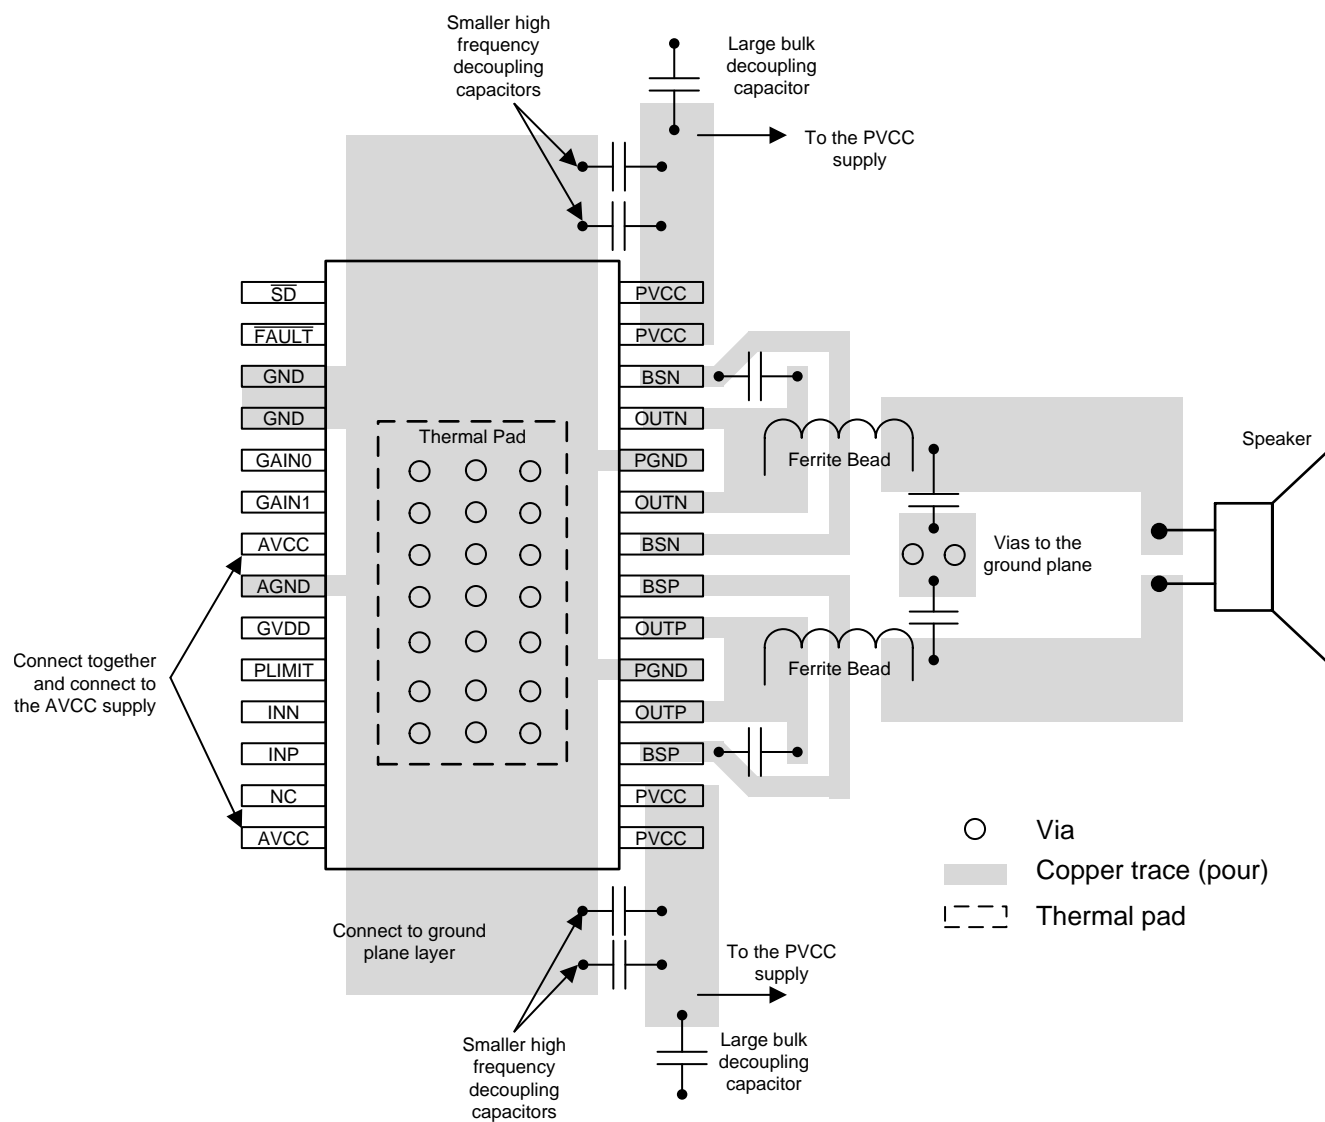 Smaller high
frequency
decoupling
capacitors
Large bulk
decoupling
capacitor
To the PVCC
supply
SD
FAULT
GND
GND
GAIN0
GAIN1
AVCC
AGND
GVDD
PLIMIT
INN
INP
NC
AVCC
PVCC
PVCC
BSN
OUTN
PGND
OUTN
BSN
BSP
OUTP
PGND
OUTP
BSP
PVCC
PVCC
Thermal Pad
Ferrite Bead
Speaker
Vias to the
ground plane
Ferrite Bead
Connect together
and connect to
the AVCC supply
Via
Copper trace (pour)
Thermal pad
Connect to ground
plane layer
To the PVCC
supply
Smaller high
frequency
decoupling
capacitors
Large bulk
decoupling
capacitor